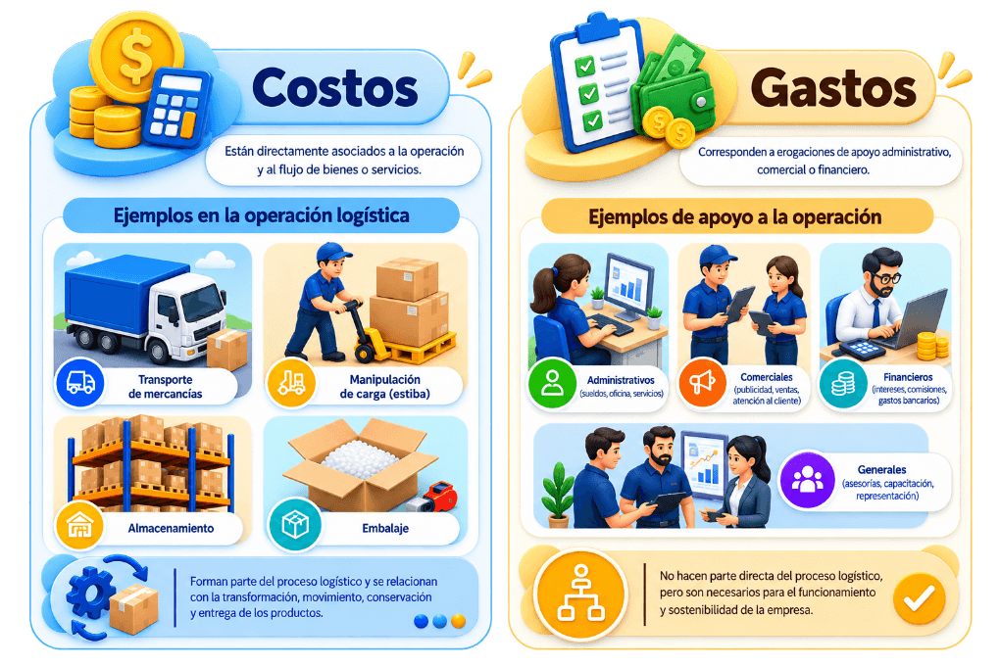 Costos
Están directamente asociados a la operación
y al flujo de bienes o servicios.
Ejemplos en la operación logística
Transporte
de mercancías
Manipulación
de carga (estiba)
Almacenamiento
Embalaje
Forman parte del proceso logístico y se relacionan
con la transformación, movimiento, conservación
y entrega de los productos.
Gastos
Corresponden a erogaciones de apoyo administrativo,
comercial o financiero.
Ejemplos de apoyo a la operación
Administrativos
(sueldos, oficina, servicios)
Comerciales
(publicidad, ventas,
atención al cliente)
Financieros
(intereses, comisiones,
gastos bancarios)
Generales
(asesorías, capacitación,
representación)
No hacen parte directa del proceso logístico,
pero son necesarios para el funcionamiento
y sostenibilidad de la empresa.